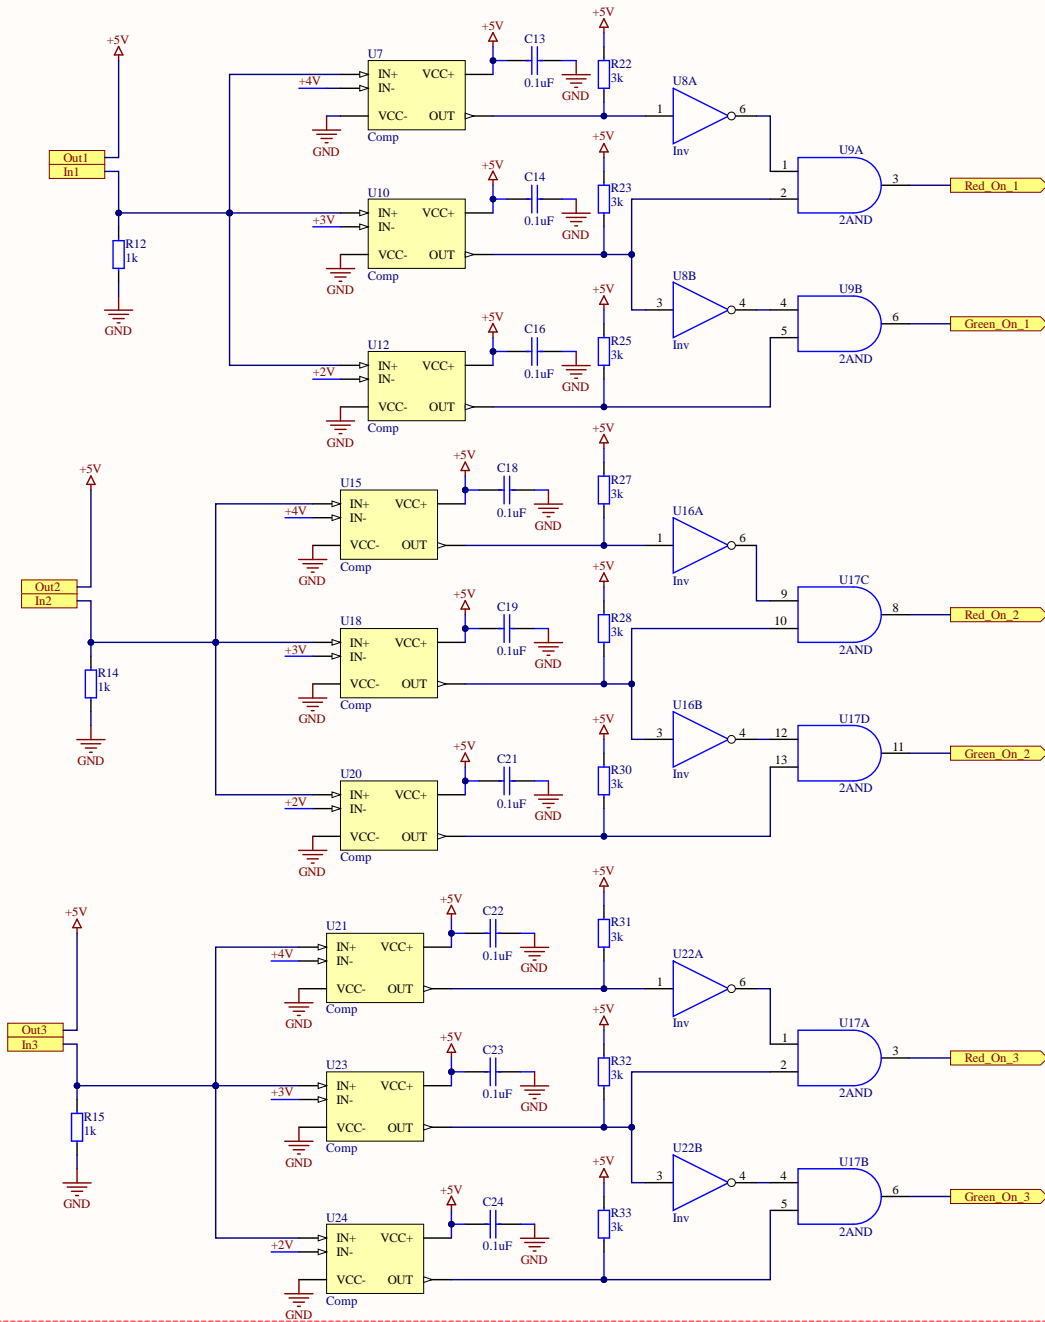 +5V
Out1
In1
R12
1k
GND
U7
IN+ VCC+
+4V IN-
VCC- OUT
Comp
GND
+5V
C13
0.1uF
GND
+5V
R22
3k
1 U8A 6
Inv
U10
IN+ VCC+
+3V IN-
VCC- OUT
Comp
GND
+5V
C14
0.1uF
GND
+5V
R23
3k
3 U8B 4
Inv
U12
IN+ VCC+
+2V IN-
VCC- OUT
Comp
GND
+5V
C16
0.1uF
GND
+5V
R25
3k
U9A
1
2
3
2AND
Red_On_1
U9B
4
5
6
2AND
Green_On_1
+5V
Out2
In2
R14
1k
GND
U15
IN+ VCC+
+4V IN-
VCC- OUT
Comp
GND
+5V
C18
0.1uF
GND
+5V
R27
3k
1 U16A 6
Inv
U18
IN+ VCC+
+3V IN-
VCC- OUT
Comp
GND
+5V
C19
0.1uF
GND
+5V
R28
3k
3 U16B 4
Inv
U20
IN+ VCC+
+2V IN-
VCC- OUT
Comp
GND
+5V
C21
0.1uF
GND
+5V
R30
3k
U17C
9
10
8
2AND
Red_On_2
U17D
12
13
11
2AND
Green_On_2
+5V
Out3
In3
R15
1k
GND
U21
IN+ VCC+
+4V IN-
VCC- OUT
Comp
GND
+5V
C22
0.1uF
GND
+5V
R31
3k
1 U22A 6
Inv
U23
IN+ VCC+
+3V IN-
VCC- OUT
Comp
GND
+5V
C23
0.1uF
GND
+5V
R32
3k
3 U22B 4
Inv
U24
IN+ VCC+
+2V IN-
VCC- OUT
Comp
GND
+5V
C24
0.1uF
GND
+5V
R33
3k
U17A
1
2
3
2AND
Red_On_3
U17B
4
5
6
2AND
Green_On_3